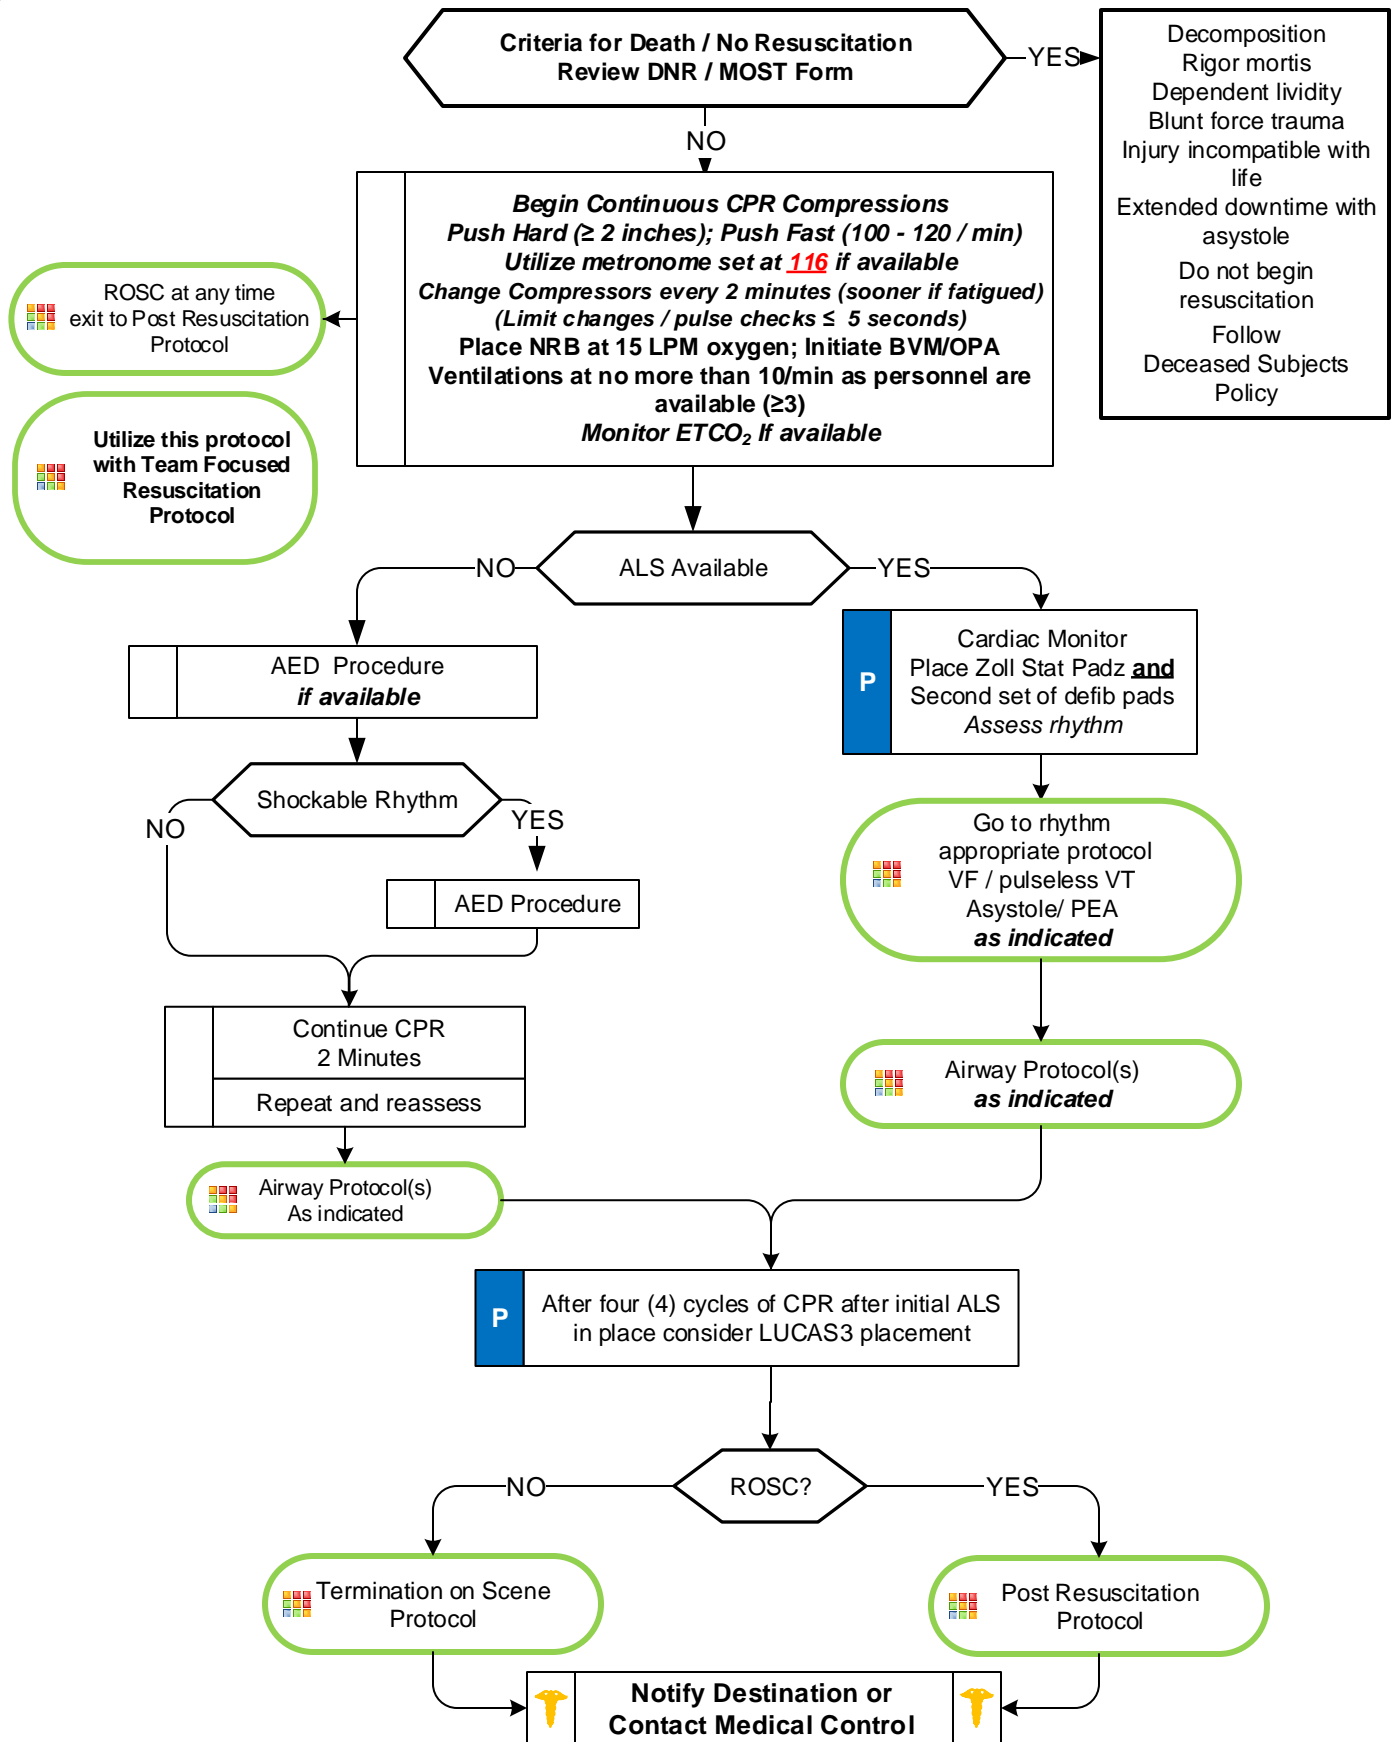 Criteria for Death / No Resuscitation
Review DNR / MOST Form
YES
Decomposition
Rigor mortis
Dependent lividity
Blunt force trauma
Injury incompatible with
life
Extended downtime with
asystole
Do not begin
resuscitation
Follow
Deceased Subjects
Policy
NO
Begin Continuous CPR Compressions
Push Hard (≥ 2 inches); Push Fast (100 - 120 / min)
Utilize metronome set at 116 if available
Change Compressors every 2 minutes (sooner if fatigued)
(Limit changes / pulse checks ≤ 5 seconds)
Place NRB at 15 LPM oxygen; Initiate BVM/OPA
Ventilations at no more than 10/min as personnel are
available (≥3)
Monitor ETCO₂ If available
ROSC at any time
exit to Post Resuscitation
Protocol
Utilize this protocol
with Team Focused
Resuscitation
Protocol
ALS Available
NO
YES
AED Procedure
if available
Shockable Rhythm
NO
YES
AED Procedure
Continue CPR
2 Minutes
Repeat and reassess
Airway Protocol(s)
As indicated
P
Cardiac Monitor
Place Zoll Stat Padz and
Second set of defib pads
Assess rhythm
Go to rhythm
appropriate protocol
VF / pulseless VT
Asystole/ PEA
as indicated
Airway Protocol(s)
as indicated
P
After four (4) cycles of CPR after initial ALS
in place consider LUCAS3 placement
ROSC?
NO
YES
Termination on Scene
Protocol
Post Resuscitation
Protocol
Notify Destination or
Contact Medical Control